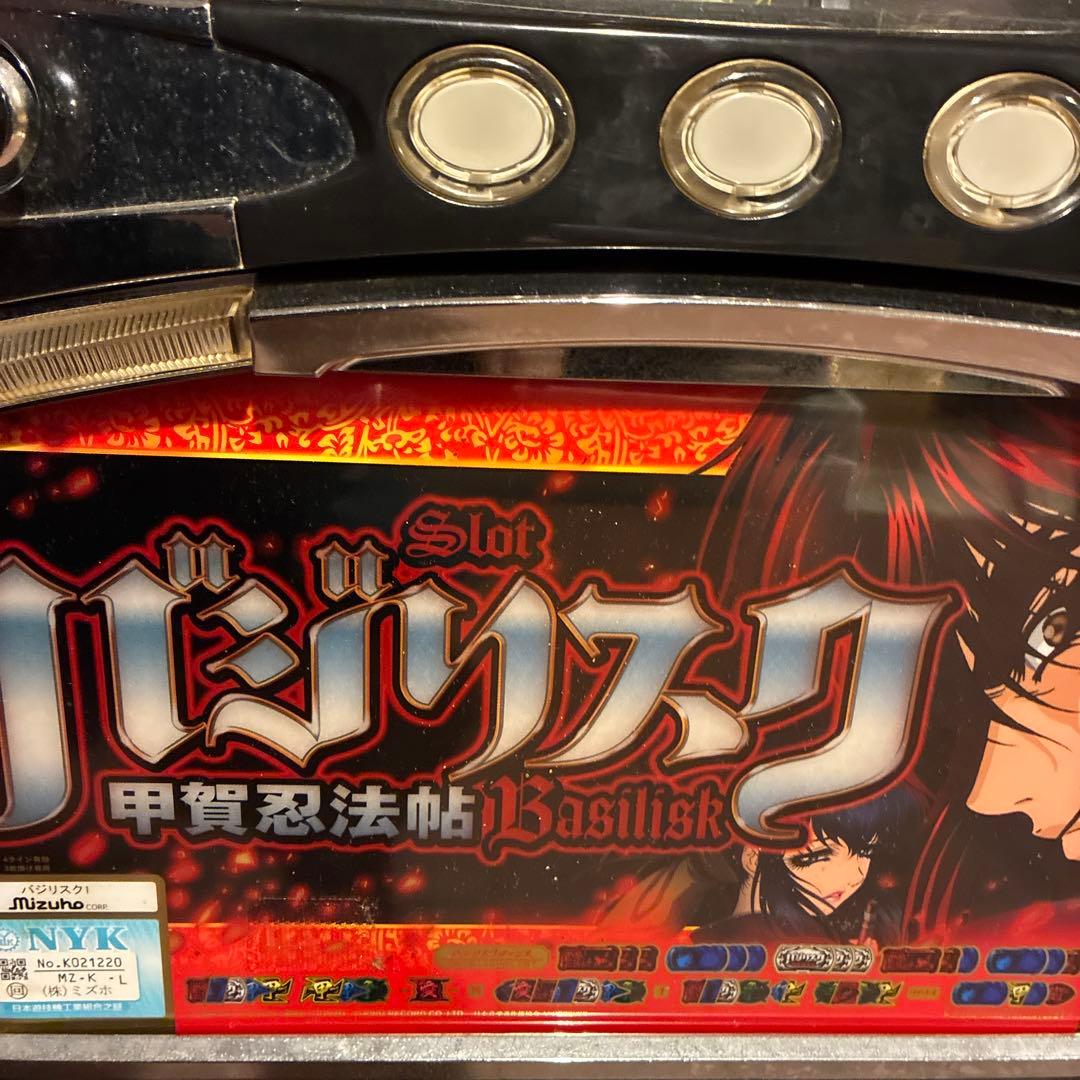 Slot
バジリスク
甲賀忍法帖
Basilisk
バジリスク1
Mizuho CORP.
NYK
No.K021220
MZ-K -L
回 (株)ミズホ
日本遊技機工業組合之証